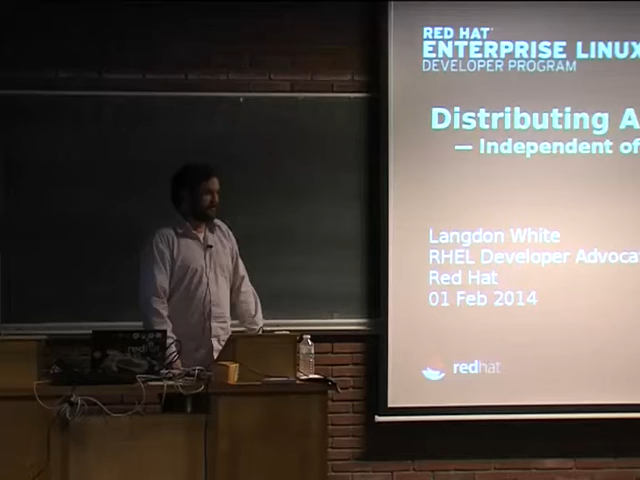 RED HAT
ENTERPRISE LINUX
DEVELOPER PROGRAM
Distributing A
— Independent of
Langdon White
RHEL Developer Advocat
Red Hat
01 Feb 2014
redhat